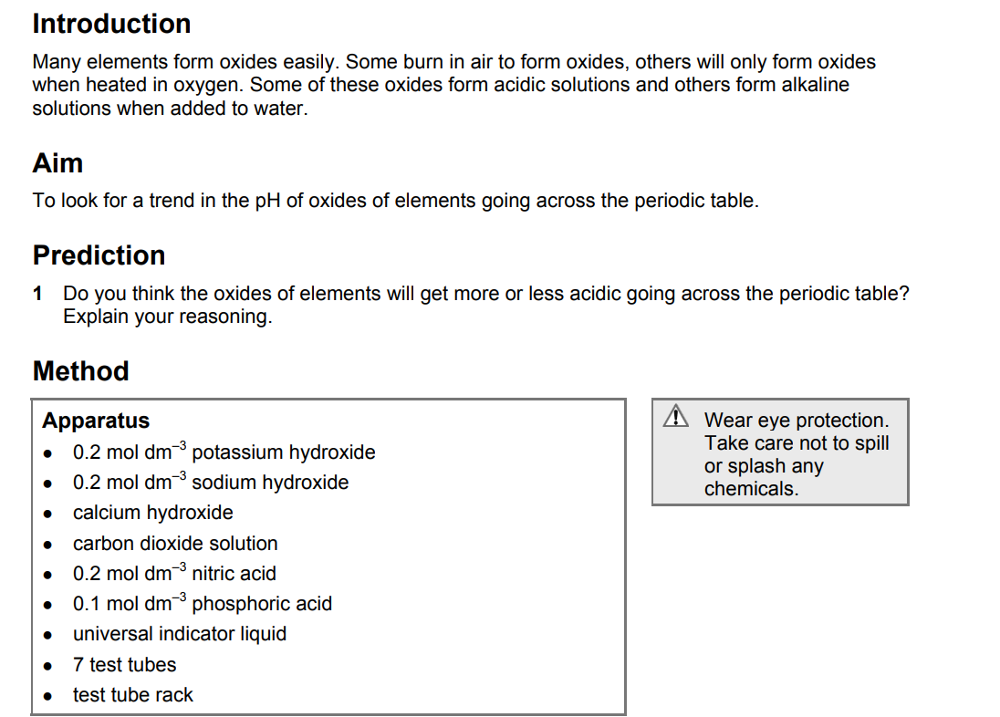 Introduction
Many elements form oxides easily. Some burn in air to form oxides, others will only form oxides
when heated in oxygen. Some of these oxides form acidic solutions and others form alkaline
solutions when added to water.
Aim
To look for a trend in the pH of oxides of elements going across the periodic table.
Prediction
1 Do you think the oxides of elements will get more or less acidic going across the periodic table?
Explain your reasoning.
Method
Apparatus
• 0.2 mol dm⁻³ potassium hydroxide
• 0.2 mol dm⁻³ sodium hydroxide
• calcium hydroxide
• carbon dioxide solution
• 0.2 mol dm⁻³ nitric acid
• 0.1 mol dm⁻³ phosphoric acid
• universal indicator liquid
• 7 test tubes
• test tube rack
Wear eye protection.
Take care not to spill
or splash any
chemicals.